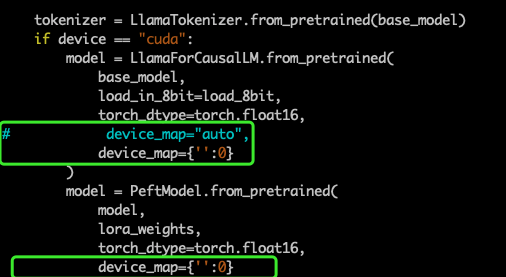 tokenizer = LlamaTokenizer.from_pretrained(base_model)
if device == "cuda":
model = LlamaForCausalLM.from_pretrained(
base_model,
load_in_8bit=load_8bit,
torch_dtype=torch.float16,
# device_map="auto",
device_map={'':0}
)
model = PeftModel.from_pretrained(
model,
lora_weights,
torch_dtype=torch.float16,
device_map={'':0}